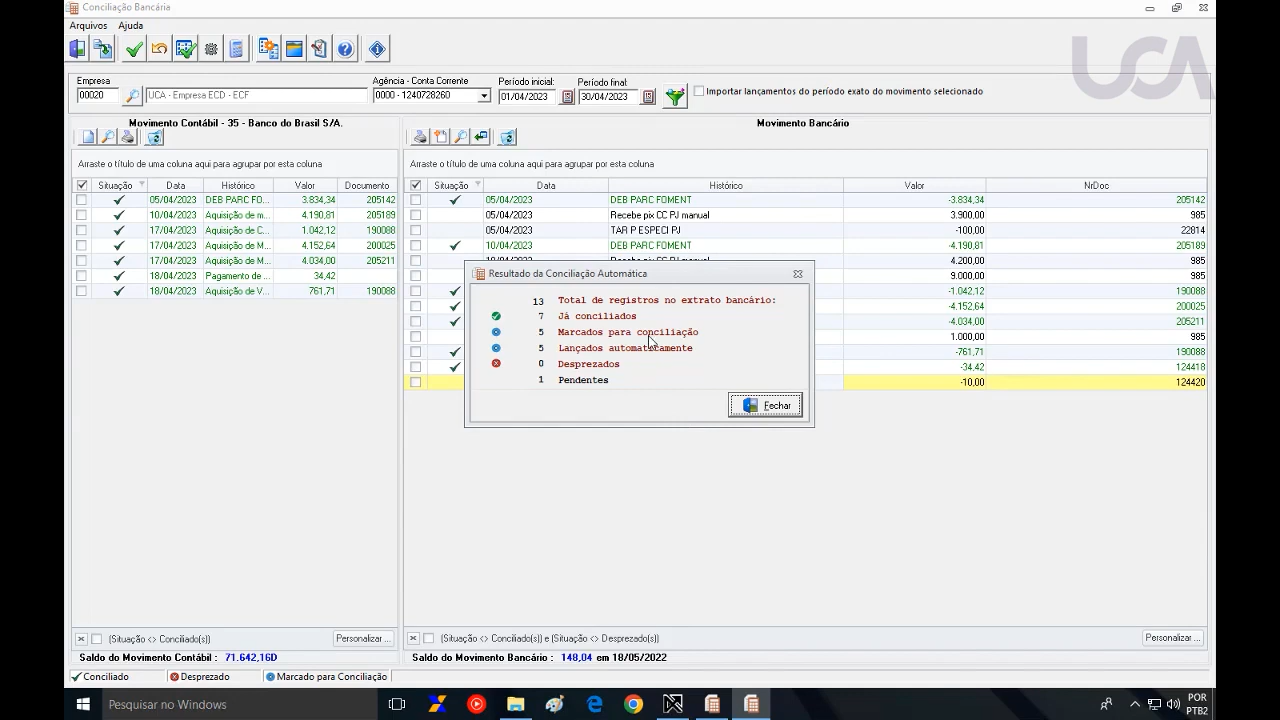 Conciliação Bancária
Arquivos Ajuda
UCA
Empresa Agência - Conta Corrente Período inicial: Período final:
00020 UCA - Empresa ECD - ECF 0000 - 1240728260 01/04/2023 30/04/2023 Importar lançamentos do período exato do movimento selecionado
Movimento Contábil - 35 - Banco do Brasil S/A. Movimento Bancário
Arraste o título de uma coluna aqui para agrupar por esta coluna Arraste o título de uma coluna aqui para agrupar por esta coluna
Situação Data Histórico Valor Documento Situação Data Histórico Valor NrDoc
05/04/2023 DEB PARC FO... 3.834,34 205142 05/04/2023 DEB PARC FOMENT -3.834,34 205142
10/04/2023 Aquisição de m... 4.190,81 205189 05/04/2023 Recebe pix CC PJ manual 3.900,00 985
17/04/2023 Aquisição de C... 1.042,12 190088 05/04/2023 TAR P ESPECI PJ -100,00 22814
17/04/2023 Aquisição de M... 4.152,64 200025 10/04/2023 DEB PARC FOMENT -4.190,81 205189
17/04/2023 Aquisição de M... 4.034,00 205211 4.200,00 985
18/04/2023 Pagamento de ... 34,42 9.000,00 985
18/04/2023 Aquisição de V... 761,71 190088 -1.042,12 190088
-4.152,64 200025
-4.034,00 205211
1.000,00 985
-761,71 190088
-34,42 124418
-10,00 124420
Resultado da Conciliação Automática
13 Total de registros no extrato bancário:
7 Já conciliados
5 Marcados para conciliação
5 Lançados automaticamente
0 Desprezados
1 Pendentes
Fechar
(Situação <> Conciliado(s)) Personalizar ... (Situação <> Conciliado(s)) e (Situação <> Desprezado(s)) Personalizar ...
Saldo do Movimento Contábil : 71.642,16D Saldo do Movimento Bancário : 148,04 em 18/05/2022
Conciliado Desprezado Marcado para Conciliação
Pesquisar no Windows
POR
PTB2